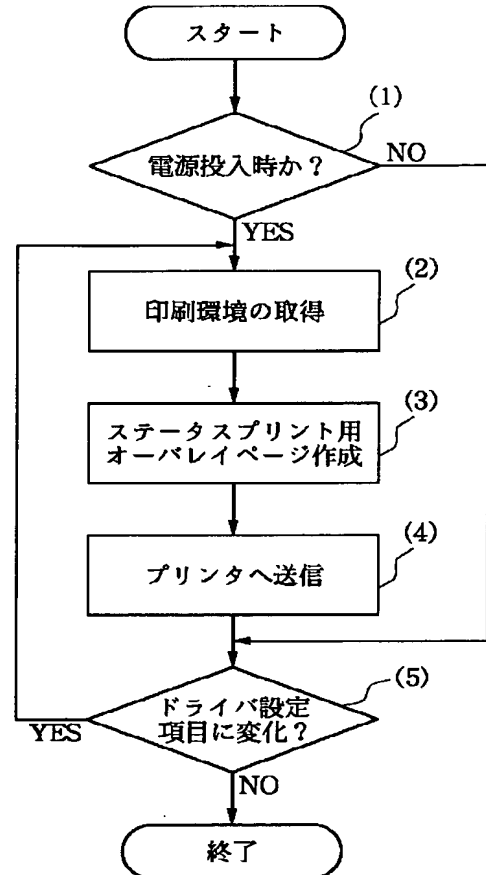 スタート
(1)
電源投入時か？
NO
YES
(2)
印刷環境の取得
(3)
ステータスプリント用
オーバレイページ作成
(4)
プリンタへ送信
(5)
ドライバ設定
項目に変化？
YES
NO
終了